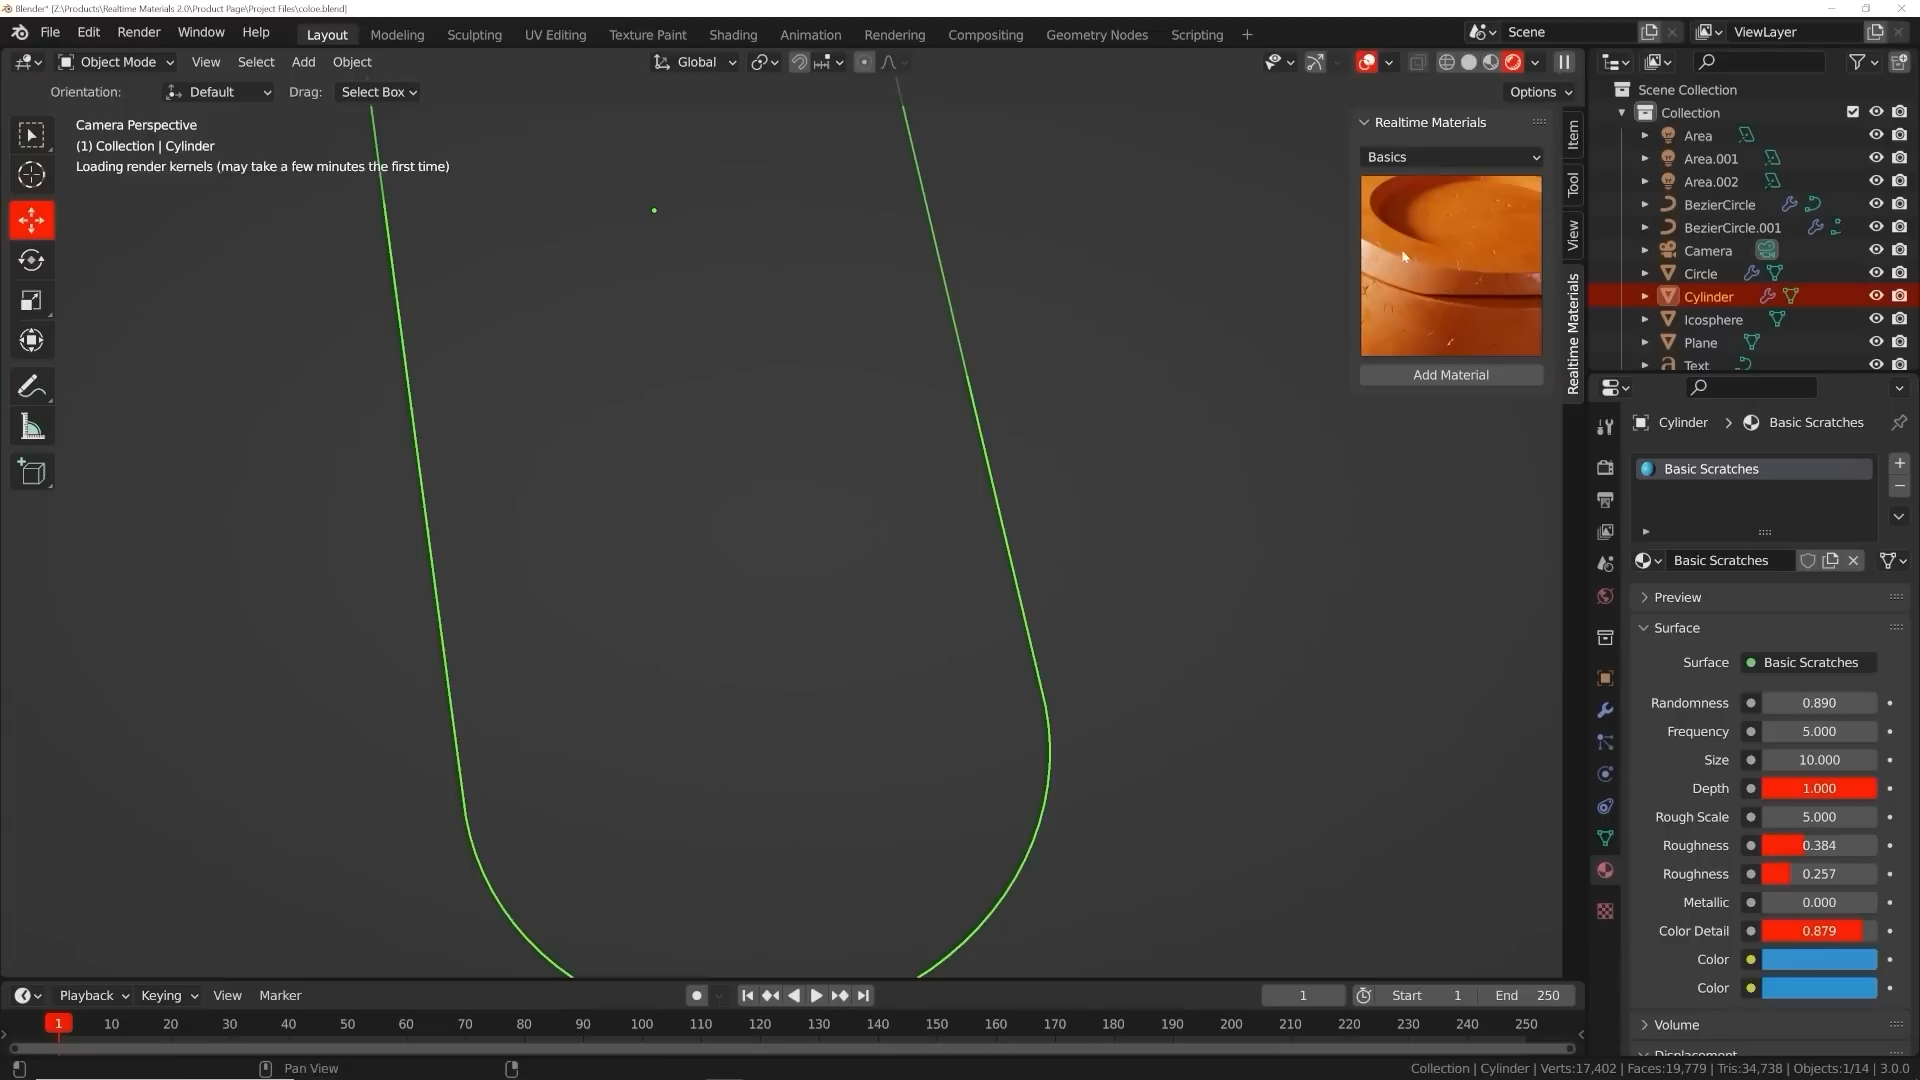 Blender* [Z:\Products\Realtime Materials 2.0\Product Page\Project Files\coloe.blend]
File Edit Render Window Help Layout Modeling Sculpting UV Editing Texture Paint Shading Animation Rendering Compositing Geometry Nodes Scripting + Scene ViewLayer
Object Mode View Select Add Object Global
Orientation: Default Drag: Select Box Options
Camera Perspective
(1) Collection | Cylinder
Loading render kernels (may take a few minutes the first time)
Realtime Materials
Basics
Add Material
Item
Tool
View
Realtime Materials
Scene Collection
Collection
Area
Area.001
Area.002
BezierCircle
BezierCircle.001
Camera
Circle
Cylinder
Icosphere
Plane
Text
Cylinder > Basic Scratches
Basic Scratches
Basic Scratches
Preview
Surface
Surface Basic Scratches
Randomness 0.890
Frequency 5.000
Size 10.000
Depth 1.000
Rough Scale 5.000
Roughness 0.384
Roughness 0.257
Metallic 0.000
Color Detail 0.879
Color
Color
Volume
Displacement
Playback Keying View Marker 1 Start 1 End 250
1 10 20 30 40 50 60 70 80 90 100 110 120 130 140 150 160 170 180 190 200 210 220 230 240 250
Pan View
Collection | Cylinder | Verts:17,402 | Faces:19,779 | Tris:34,738 | Objects:1/14 | 3.0.0